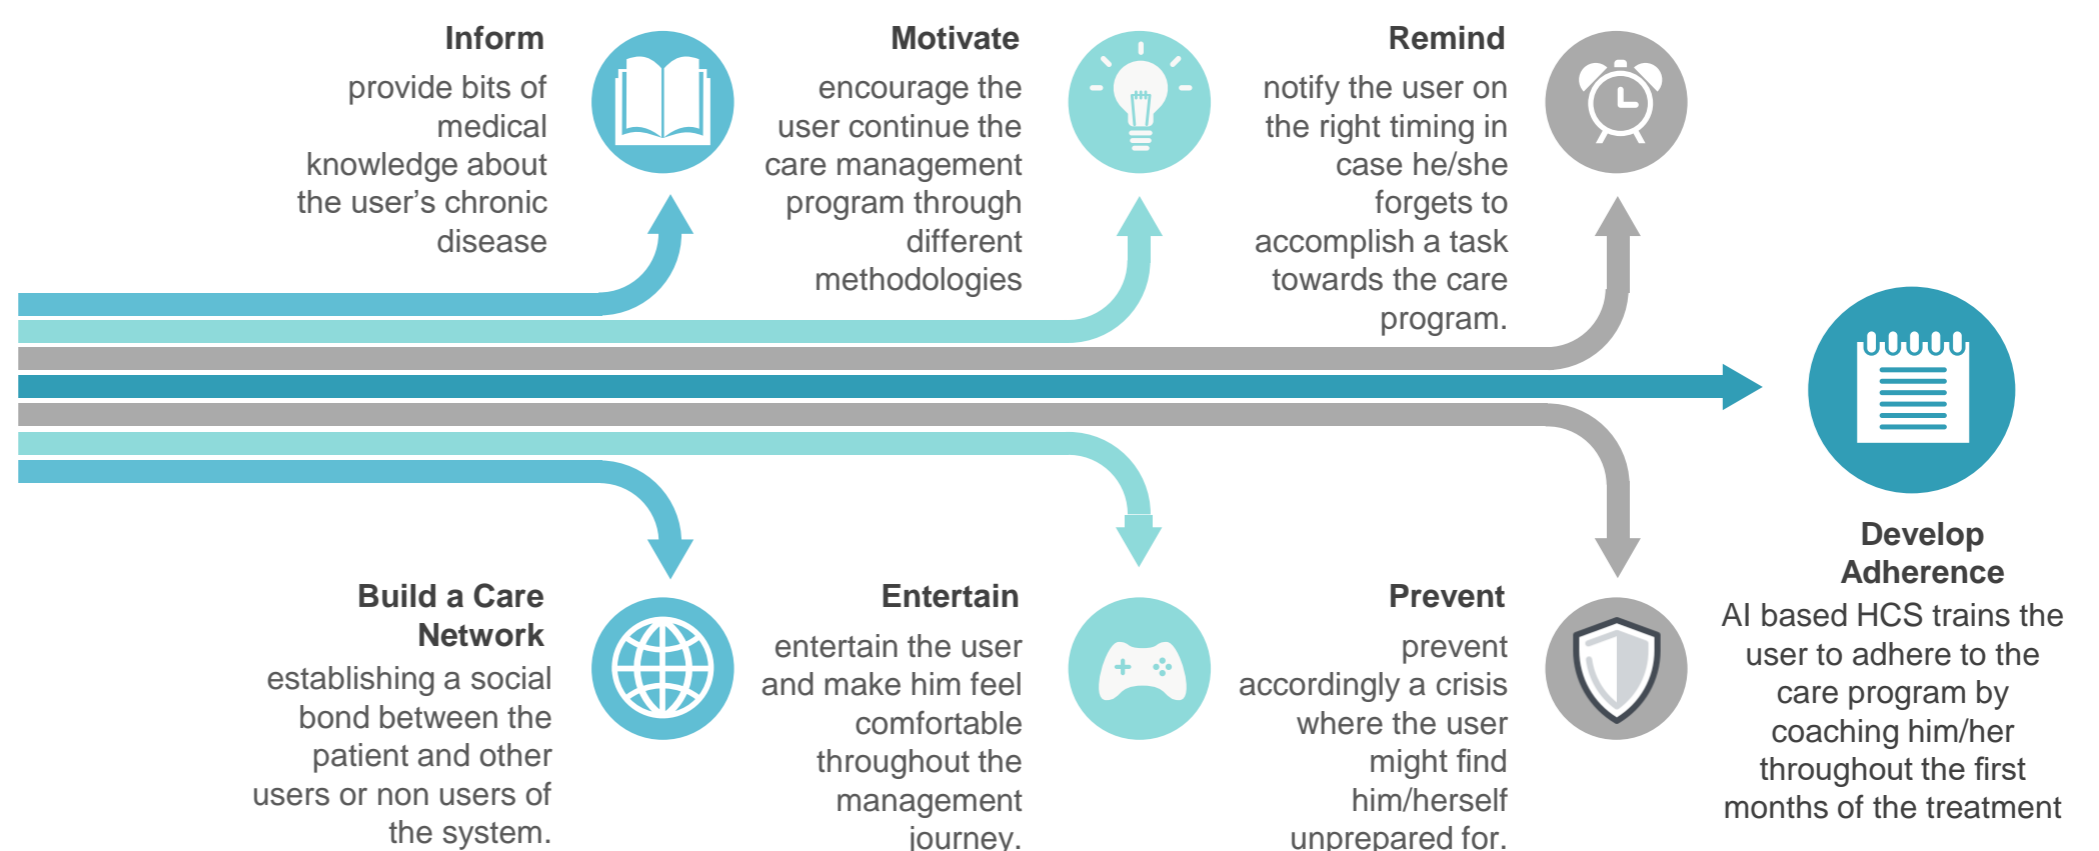 Inform
provide bits of
medical
knowledge about
the user’s chronic
disease
Motivate
encourage the
user continue the
care management
program through
different
methodologies
Remind
notify the user on
the right timing in
case he/she
forgets to
accomplish a task
towards the care
program.
Build a Care
Network
establishing a social
bond between the
patient and other
users or non users of
the system.
Entertain
entertain the user
and make him feel
comfortable
throughout the
management
journey.
Prevent
prevent
accordingly a crisis
where the user
might find
him/herself
unprepared for.
Develop
Adherence
AI based HCS trains the
user to adhere to the
care program by
coaching him/her
throughout the first
months of the treatment